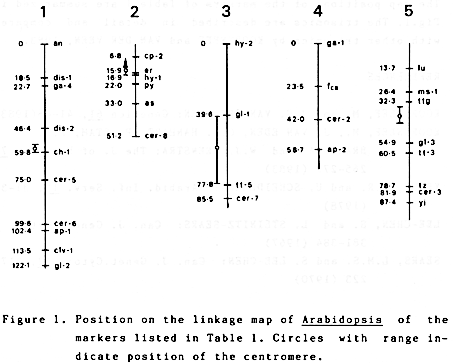 1 2 3 4 5
0 an
18·5 dis-1
22·7 ga-4
46·4 dis-2
59·8 ch-1
75·0 cer-5
99·6 cer-6
102·4 ap-1
113·5 clv-1
122·1 gl-2
6·8 cp-2
15·9 er
16·9 hy-1
22·0 py
33·0 as
51·2 cer-8
0 hy-2
39·8 gl-1
77·8 tt-5
85·5 cer-7
0 ga-1
23·5 fca
42·0 cer-2
56·7 ap-2
13·7 lu
26·4 ms-1
32·3 ttg
54·9 gl-3
60·5 tt-3
78·7 tz
81·9 cer-3
87·4 yi
Figure 1. Position on the linkage map of Arabidopsis of the
markers listed in Table 1. Circles with range in-
dicate position of the centromere.